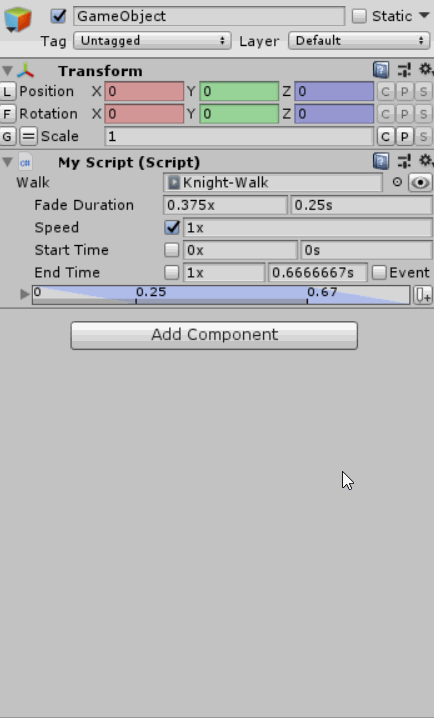 GameObject Static
Tag Untagged Layer Default
Transform
L Position X 0 Y 0 Z 0 C P S
F Rotation X 0 Y 0 Z 0 C P S
G = Scale 1 C P S
My Script (Script)
Walk Knight-Walk
Fade Duration 0.375x 0.25s
Speed 1x
Start Time 0x 0s
End Time 1x 0.6666667s Event
0 0.25 0.67
Add Component